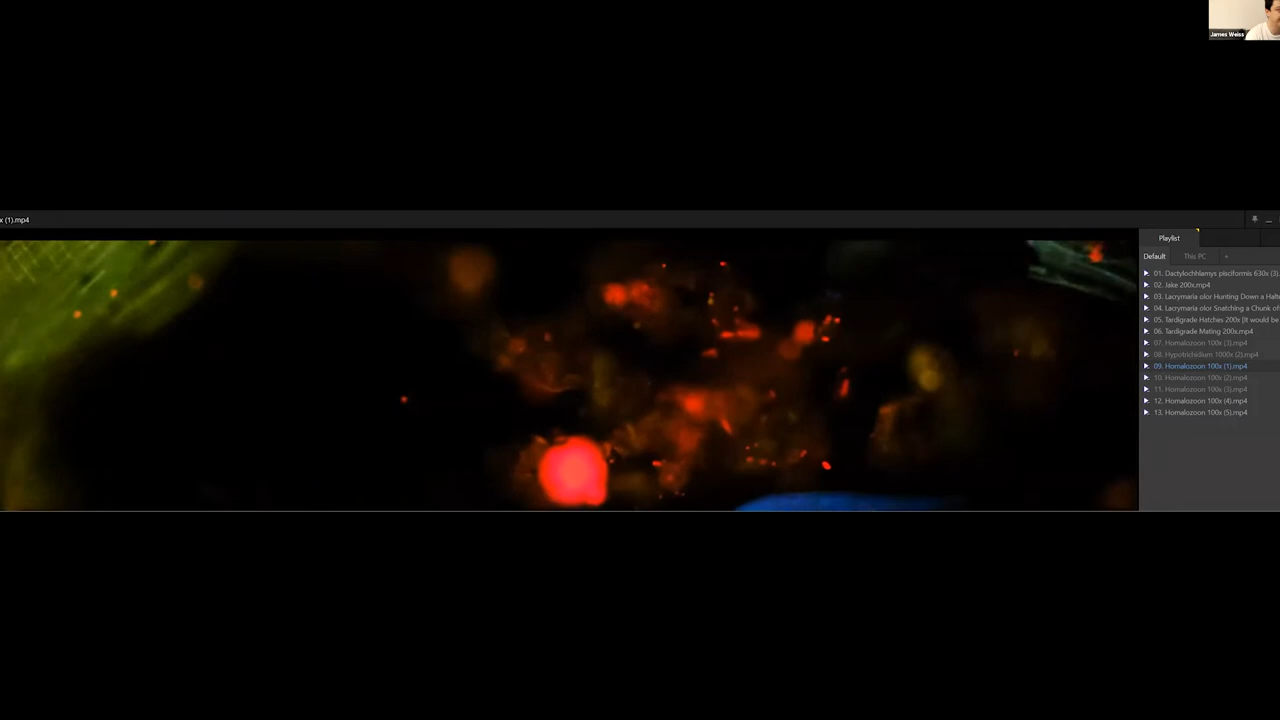 James Weiss
x (1).mp4
Playlist
Default
This PC
+
01. Dactylochlamys pisciformis 630x (3).
02. Jake 200x.mp4
03. Lacrymaria olor Hunting Down a Halt
04. Lacrymaria olor Snatching a Chunk of
05. Tardigrade Hatches 200x [It would be
06. Tardigrade Mating 200x.mp4
07. Homalozoon 100x (3).mp4
08. Hypotrichidium 1000x (2).mp4
09. Homalozoon 100x (1).mp4
10. Homalozoon 100x (2).mp4
11. Homalozoon 100x (3).mp4
12. Homalozoon 100x (4).mp4
13. Homalozoon 100x (5).mp4